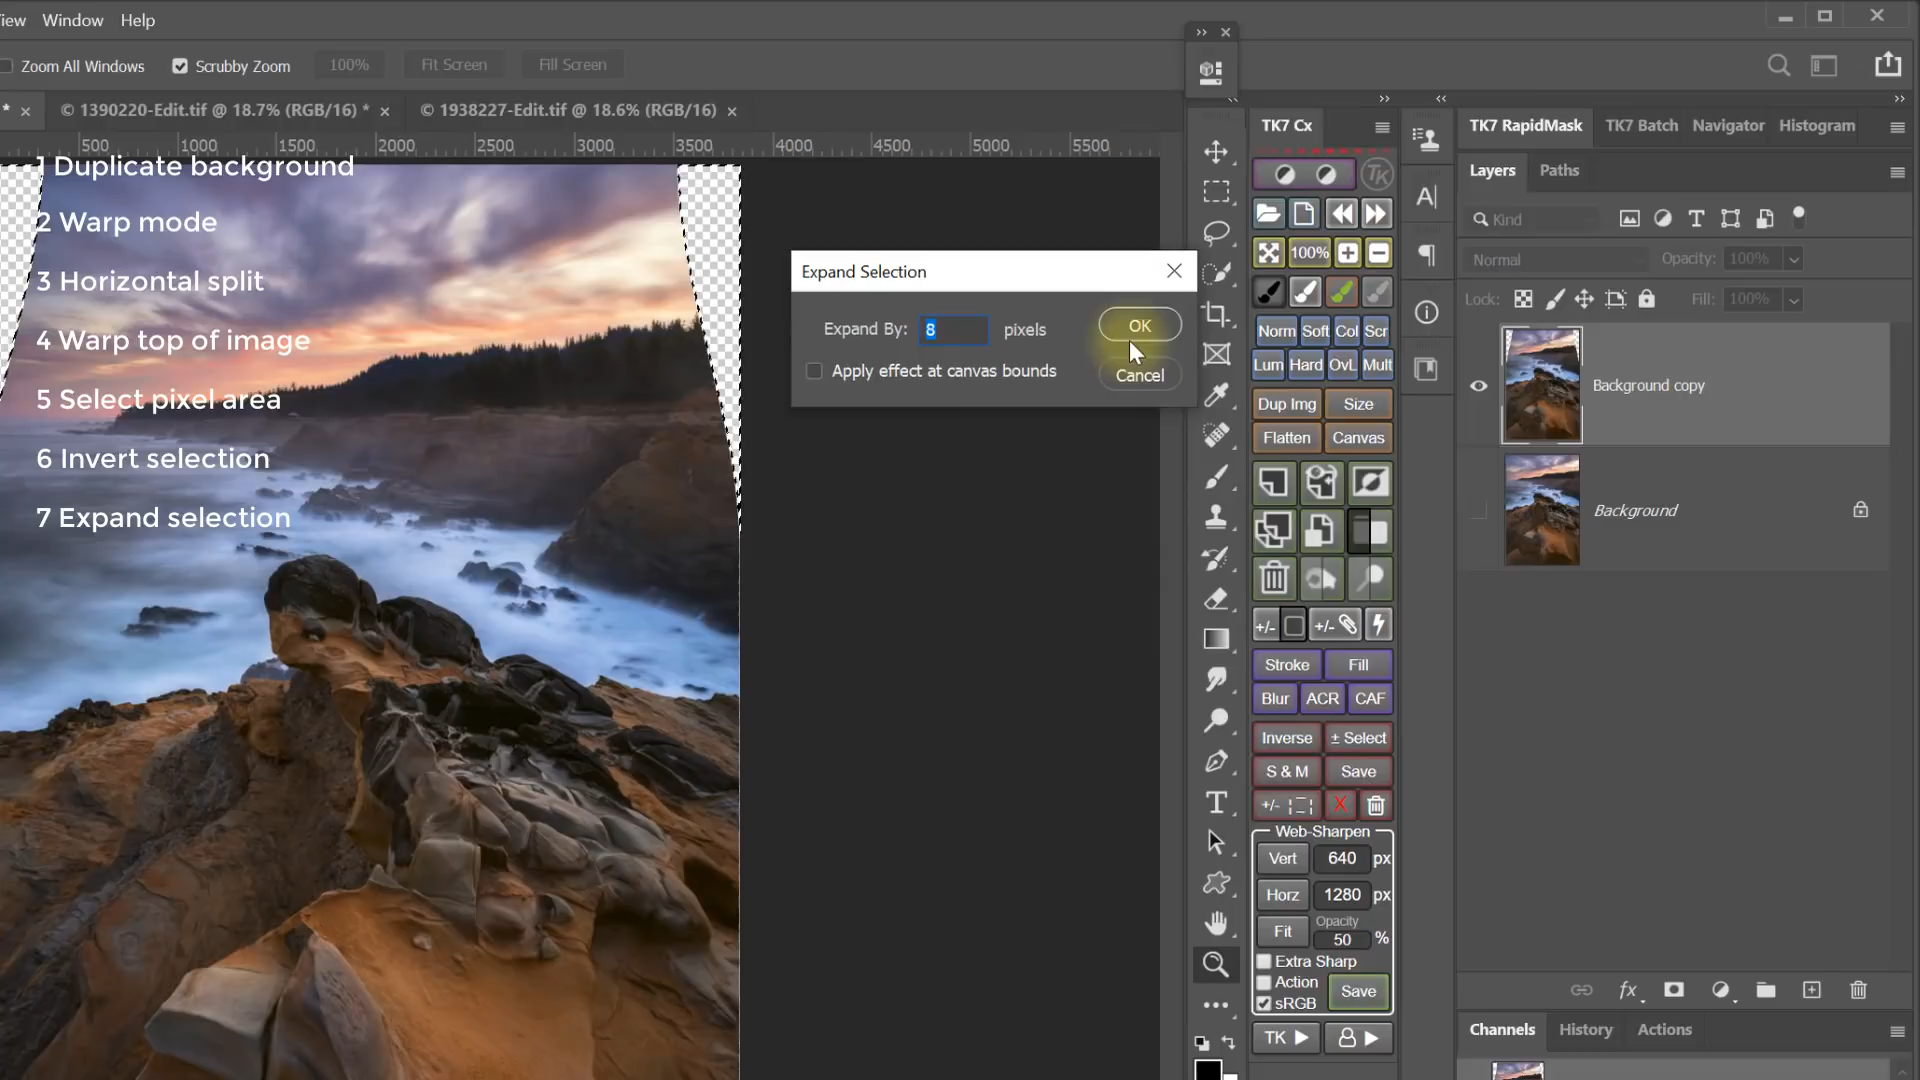 View Window Help
Zoom All Windows Scrubby Zoom 100% Fit Screen Fill Screen
* × © 1390220-Edit.tif @ 18.7% (RGB/16) * × © 1938227-Edit.tif @ 18.6% (RGB/16) ×
500 1000 1500 2000 2500 3000 3500 4000 4500 5000 5500
1 Duplicate background
2 Warp mode
3 Horizontal split
4 Warp top of image
5 Select pixel area
6 Invert selection
7 Expand selection
Expand Selection
Expand By: 8 pixels
OK
Apply effect at canvas bounds
Cancel
TK7 Cx
TK
100%
Norm Soft Col Scr
Lum Hard OvL Mult
Dup Img Size
Flatten Canvas
+/- +/-
Stroke Fill
Blur ACR CAF
Inverse ± Select
S & M Save
+/- X
Web-Sharpen
Vert 640 px
Horz 1280 px
Fit Opacity 50 %
Extra Sharp
Action
sRGB
Save
TK
TK7 RapidMask TK7 Batch Navigator Histogram
Layers Paths
Kind
Normal Opacity: 100%
Lock: Fill: 100%
Background copy
Background
fx
Channels History Actions